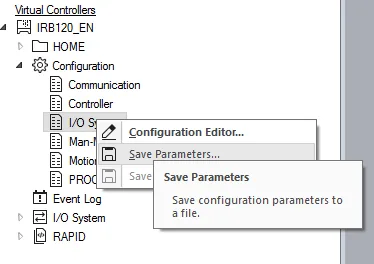 Virtual Controllers
IRB120_EN
HOME
Configuration
Communication
Controller
I/O Sy
Configuration Editor...
Man-M
Save Parameters...
Motion
Save
PROC
Save Parameters
Save configuration parameters to
a file.
Event Log
I/O System
RAPID